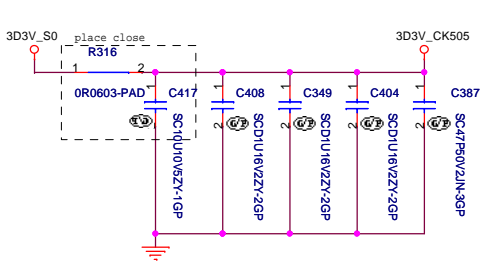 3D3V_S0
place close
3D3V_CK505
R316
1
2
0R0603-PAD
1
C417
2
SC10U10V5ZY-1GP
1
C408
2
SCD1U16V2ZY-2GP
1
C349
2
SCD1U16V2ZY-2GP
1
C404
2
SCD1U16V2ZY-2GP
1
C387
2
SC47P50V2JN-3GP